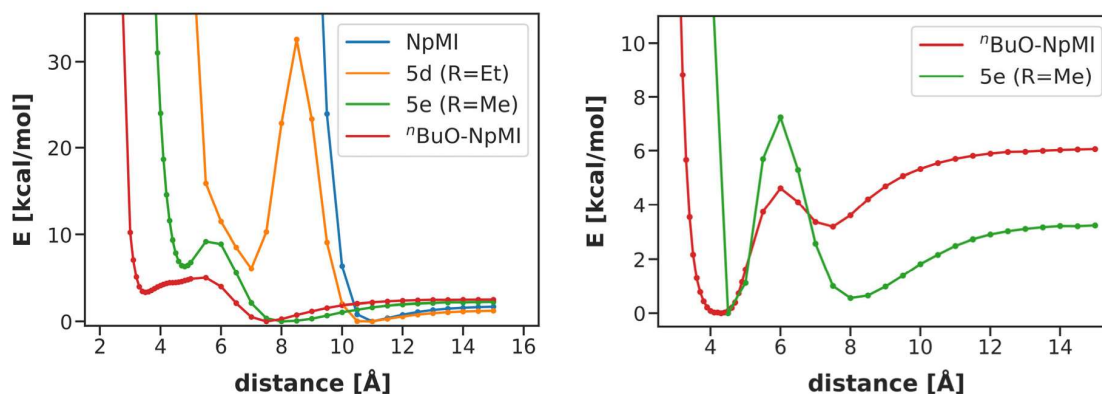 E [kcal/mol]
30
20
10
0
2 4 6 8 10 12 14 16
distance [Å]
NpMI
5d (R=Et)
5e (R=Me)
ⁿBuO-NpMI
E [kcal/mol]
10
8
6
4
2
0
4 6 8 10 12 14
distance [Å]
ⁿBuO-NpMI
5e (R=Me)